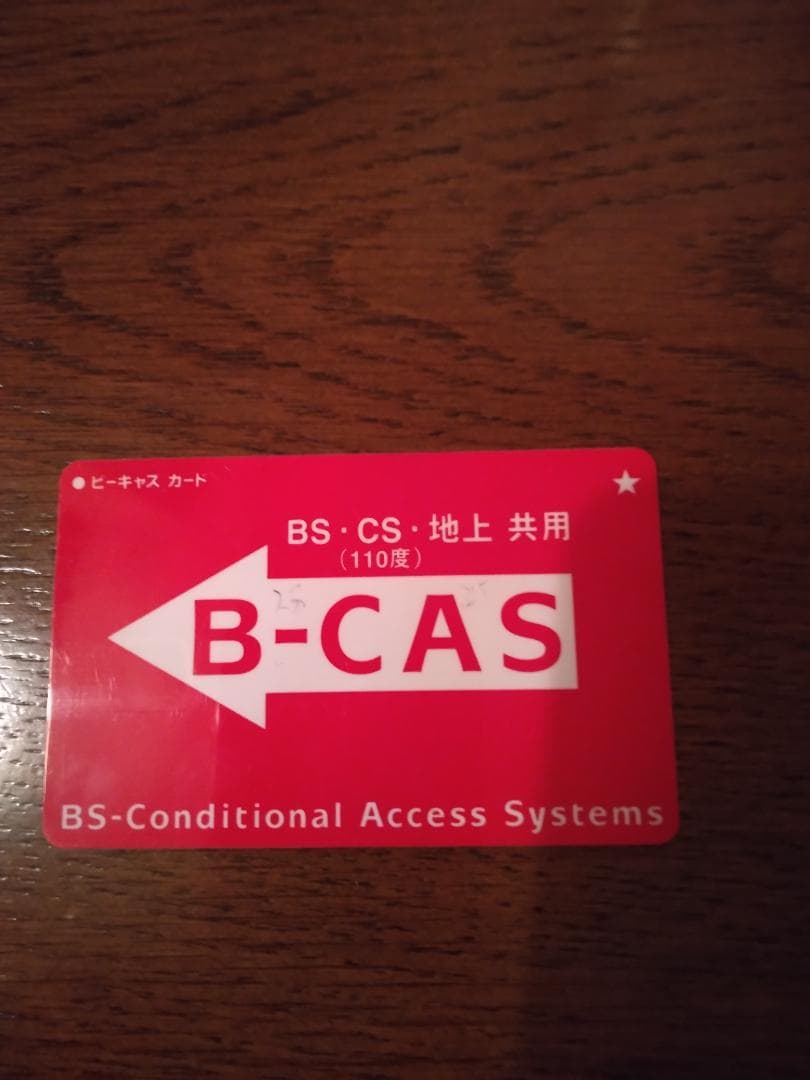 ●ビーキャス カード
★
BS・CS・地上 共用
(110度)
B-CAS
BS-Conditional Access Systems